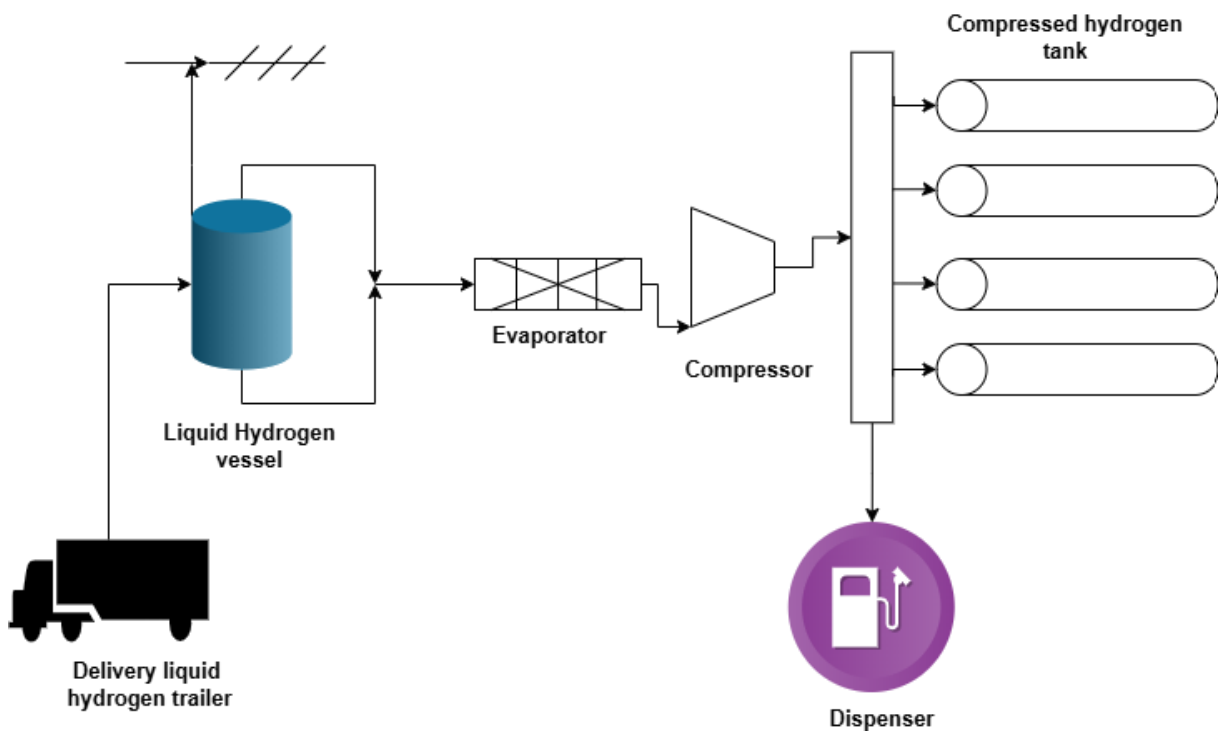 Compressed hydrogen
tank
Evaporator
Compressor
Liquid Hydrogen
vessel
Delivery liquid
hydrogen trailer
Dispenser